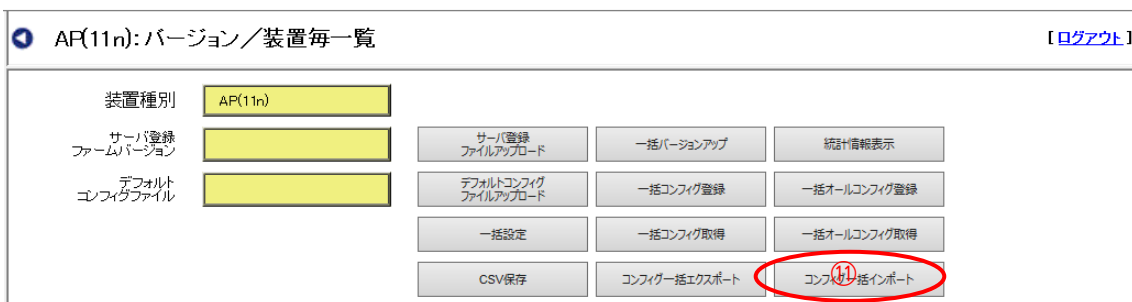 AP(11n):バージョン／装置毎一覧
[ログアウト]
装置種別
AP(11n)
サーバ登録
ファームバージョン
サーバ登録
ファイルアップロード
一括バージョンアップ
統計情報表示
デフォルト
コンフィグファイル
デフォルトコンフィグ
ファイルアップロード
一括コンフィグ登録
一括オールコンフィグ登録
一括設定
一括コンフィグ取得
一括オールコンフィグ取得
CSV保存
コンフィグ一括エクスポート
コンフィグ一括インポート
⑪